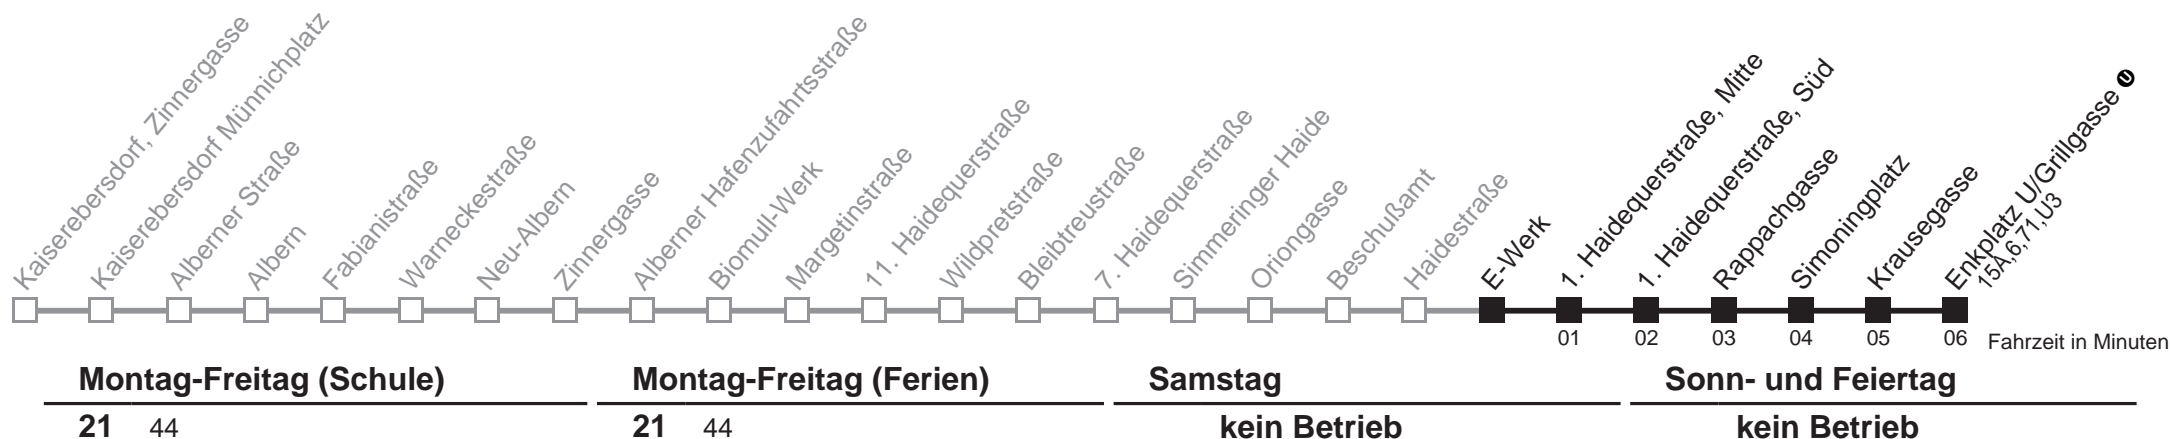 Kaiserebersdorf, Zinnergasse
Kaiserebersdorf Münnichplatz
Alberner Straße
Albern
Fabianistraße
Warneckestraße
Neu-Albern
Zinnergasse
Alberner Hafenzufahrtsstraße
Biomull-Werk
Margetinstraße
11. Haidequerstraße
Wildpretstraße
Bleibtreustraße
7. Haidequerstraße
Simmeringer Haide
Oriongasse
Beschußamt
Haidestraße
E-Werk
1. Haidequerstraße, Mitte
1. Haidequerstraße, Süd
Rappachgasse
Simoningplatz
Krausegasse
Enkplatz U/Grillgasse U
15A,6,71,U3
01 02 03 04 05 06 Fahrzeit in Minuten
Montag-Freitag (Schule) Montag-Freitag (Ferien) Samstag Sonn- und Feiertag
21 44 21 44 kein Betrieb kein Betrieb